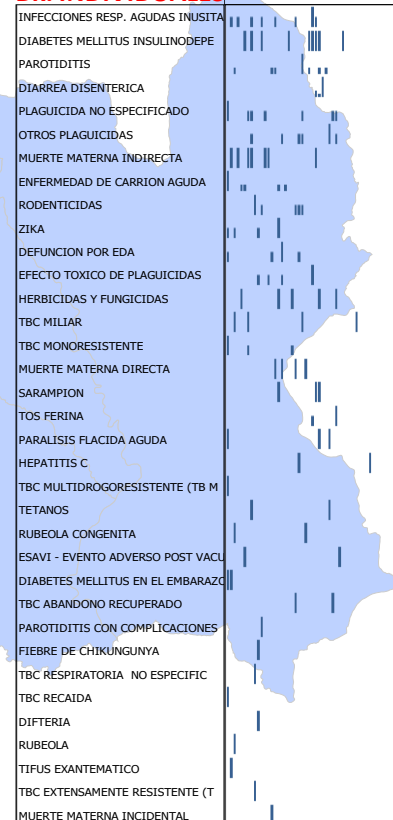 INFECCIONES RESP. AGUDAS INUSITA
DIABETES MELLITUS INSULINODEPE
PAROTIDITIS
DIARREA DISENTERICA
PLAGUICIDA NO ESPECIFICADO
OTROS PLAGUICIDAS
MUERTE MATERNA INDIRECTA
ENFERMEDAD DE CARRION AGUDA
RODENTICIDAS
ZIKA
DEFUNCION POR EDA
EFECTO TOXICO DE PLAGUICIDAS
HERBICIDAS Y FUNGICIDAS
TBC MILIAR
TBC MONORESISTENTE
MUERTE MATERNA DIRECTA
SARAMPION
TOS FERINA
PARALISIS FLACIDA AGUDA
HEPATITIS C
TBC MULTIDROGORESISTENTE (TB M
TETANOS
RUBEOLA CONGENITA
ESAVI - EVENTO ADVERSO POST VACU
DIABETES MELLITUS EN EL EMBARAZO
TBC ABANDONO RECUPERADO
PAROTIDITIS CON COMPLICACIONES
FIEBRE DE CHIKUNGUNYA
TBC RESPIRATORIA  NO ESPECIFIC
TBC RECAIDA
DIFTERIA
RUBEOLA
TIFUS EXANTEMATICO
TBC EXTENSAMENTE RESISTENTE (T
MUERTE MATERNA INCIDENTAL